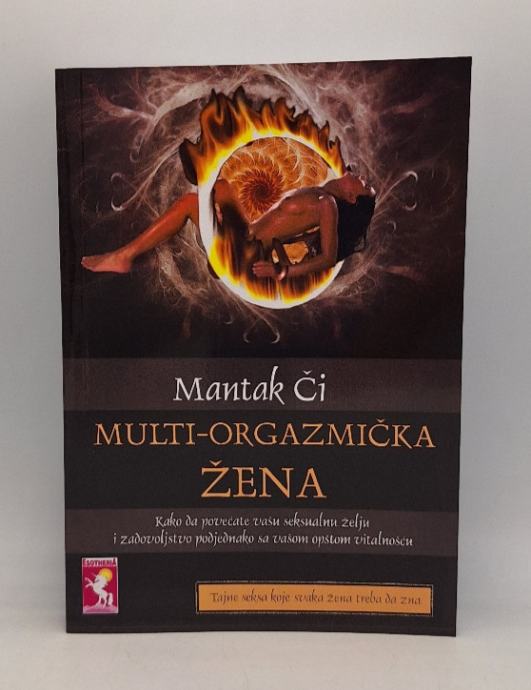 Mantak Či
MULTI-ORGAZMIČKA
ŽENA
Kako da povećate vašu seksualnu želju
i zadovoljstvo podjednako sa vašom opštom vitalnošću
ESOTHERIA
Tajne seksa koje svaka žena treba da zna